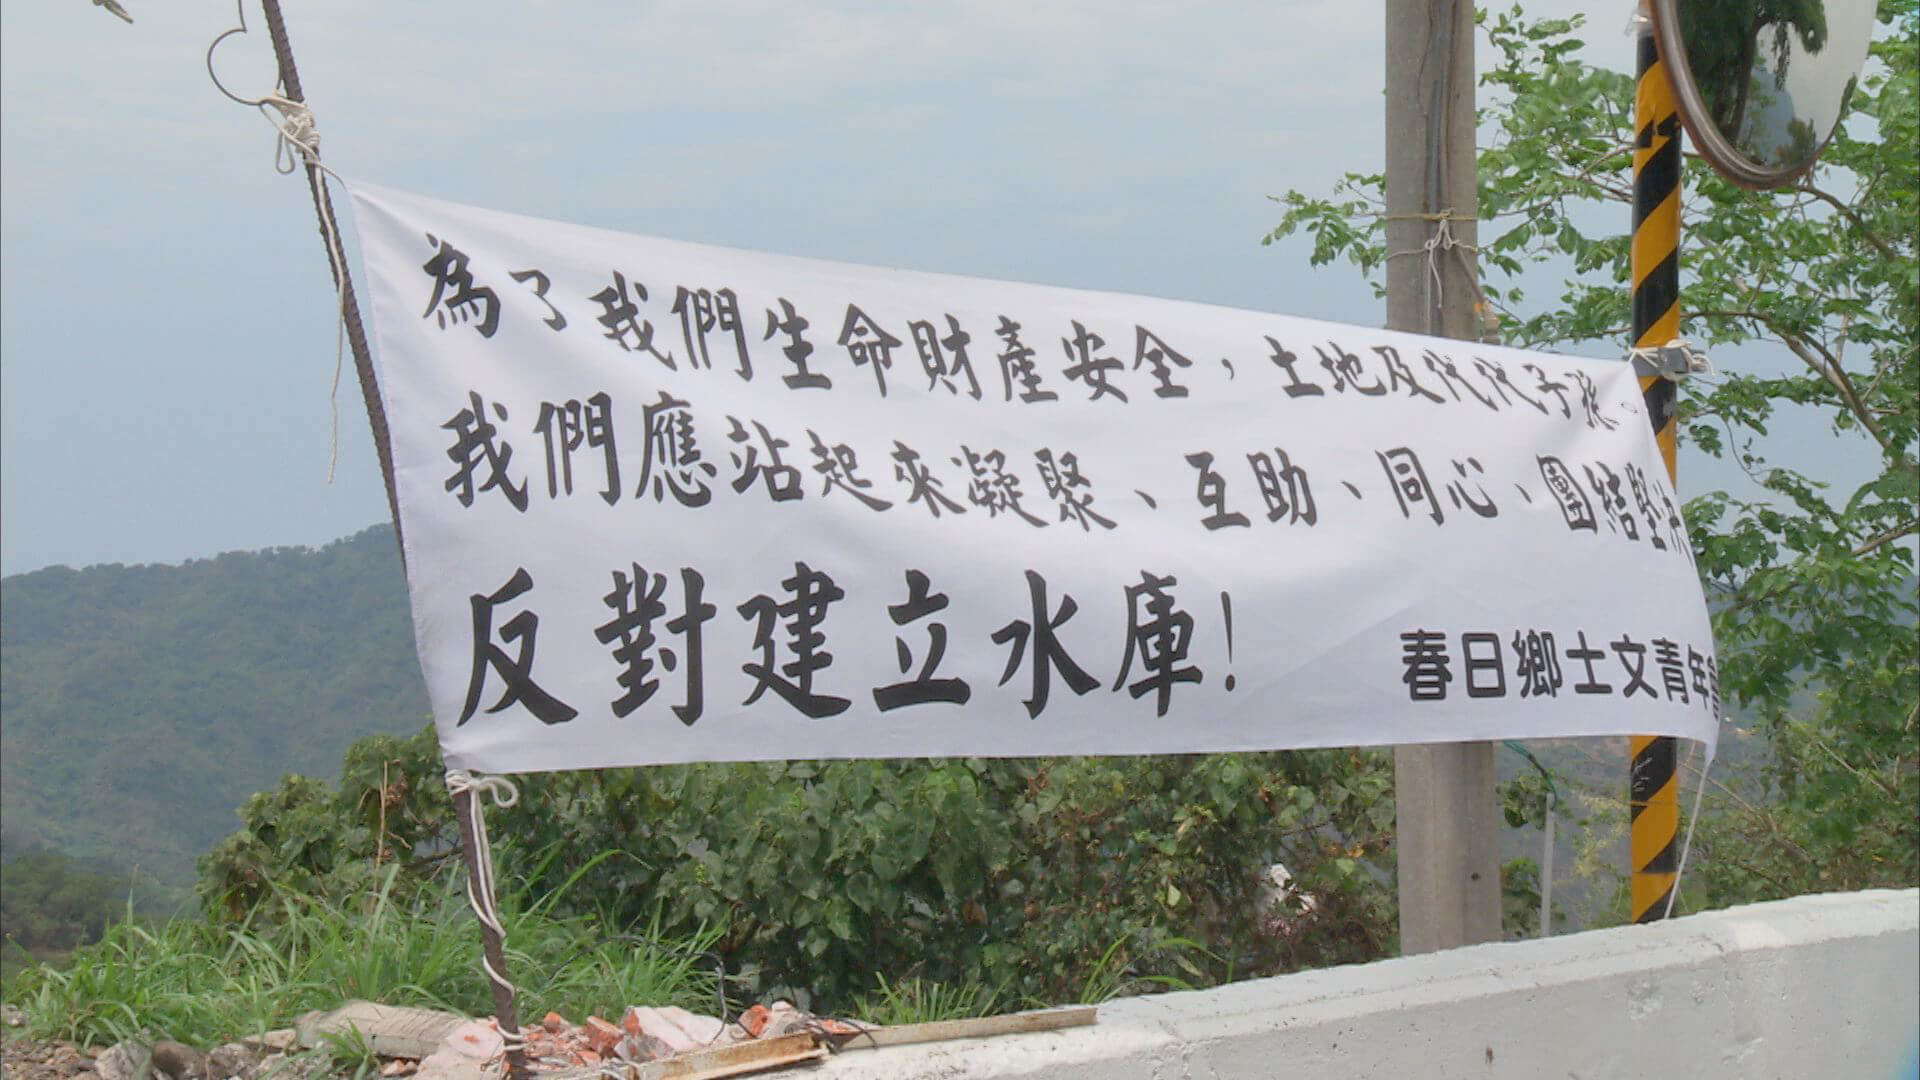 為了我們生命財產安全，土地及代代子孫。
我們應站起來凝聚、互助、同心、團結堅決
反對建立水庫！
春日鄉士文青年會